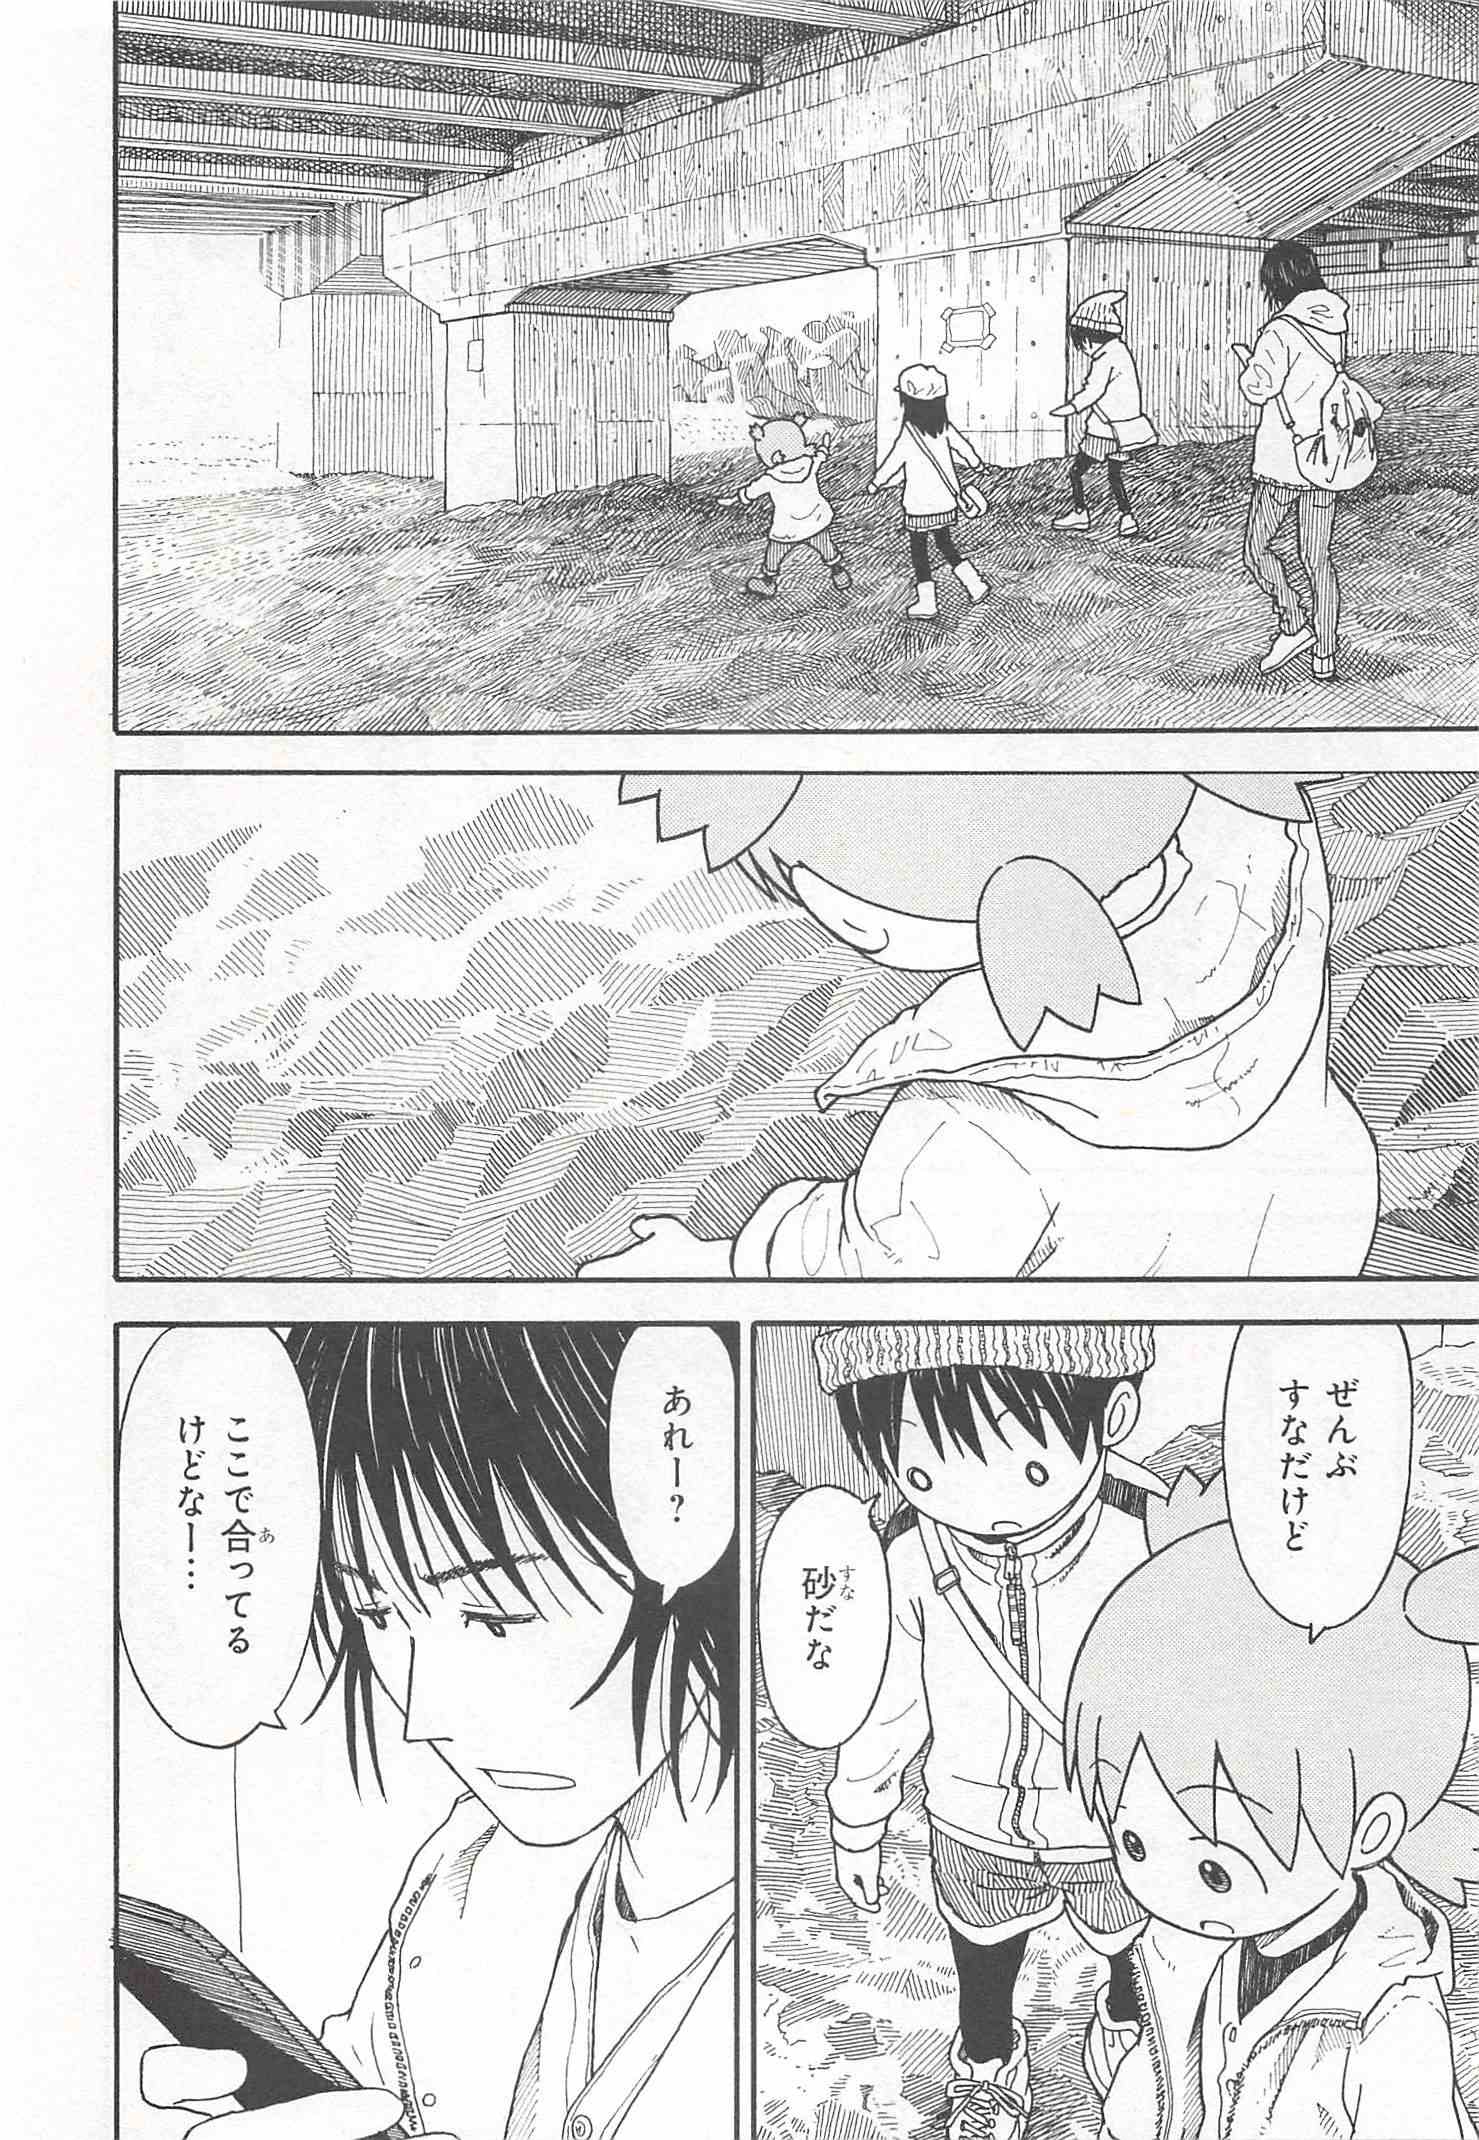 ぜんぶ
すなだけど
砂だな
あれー？
ここで合ってる
けどなー…